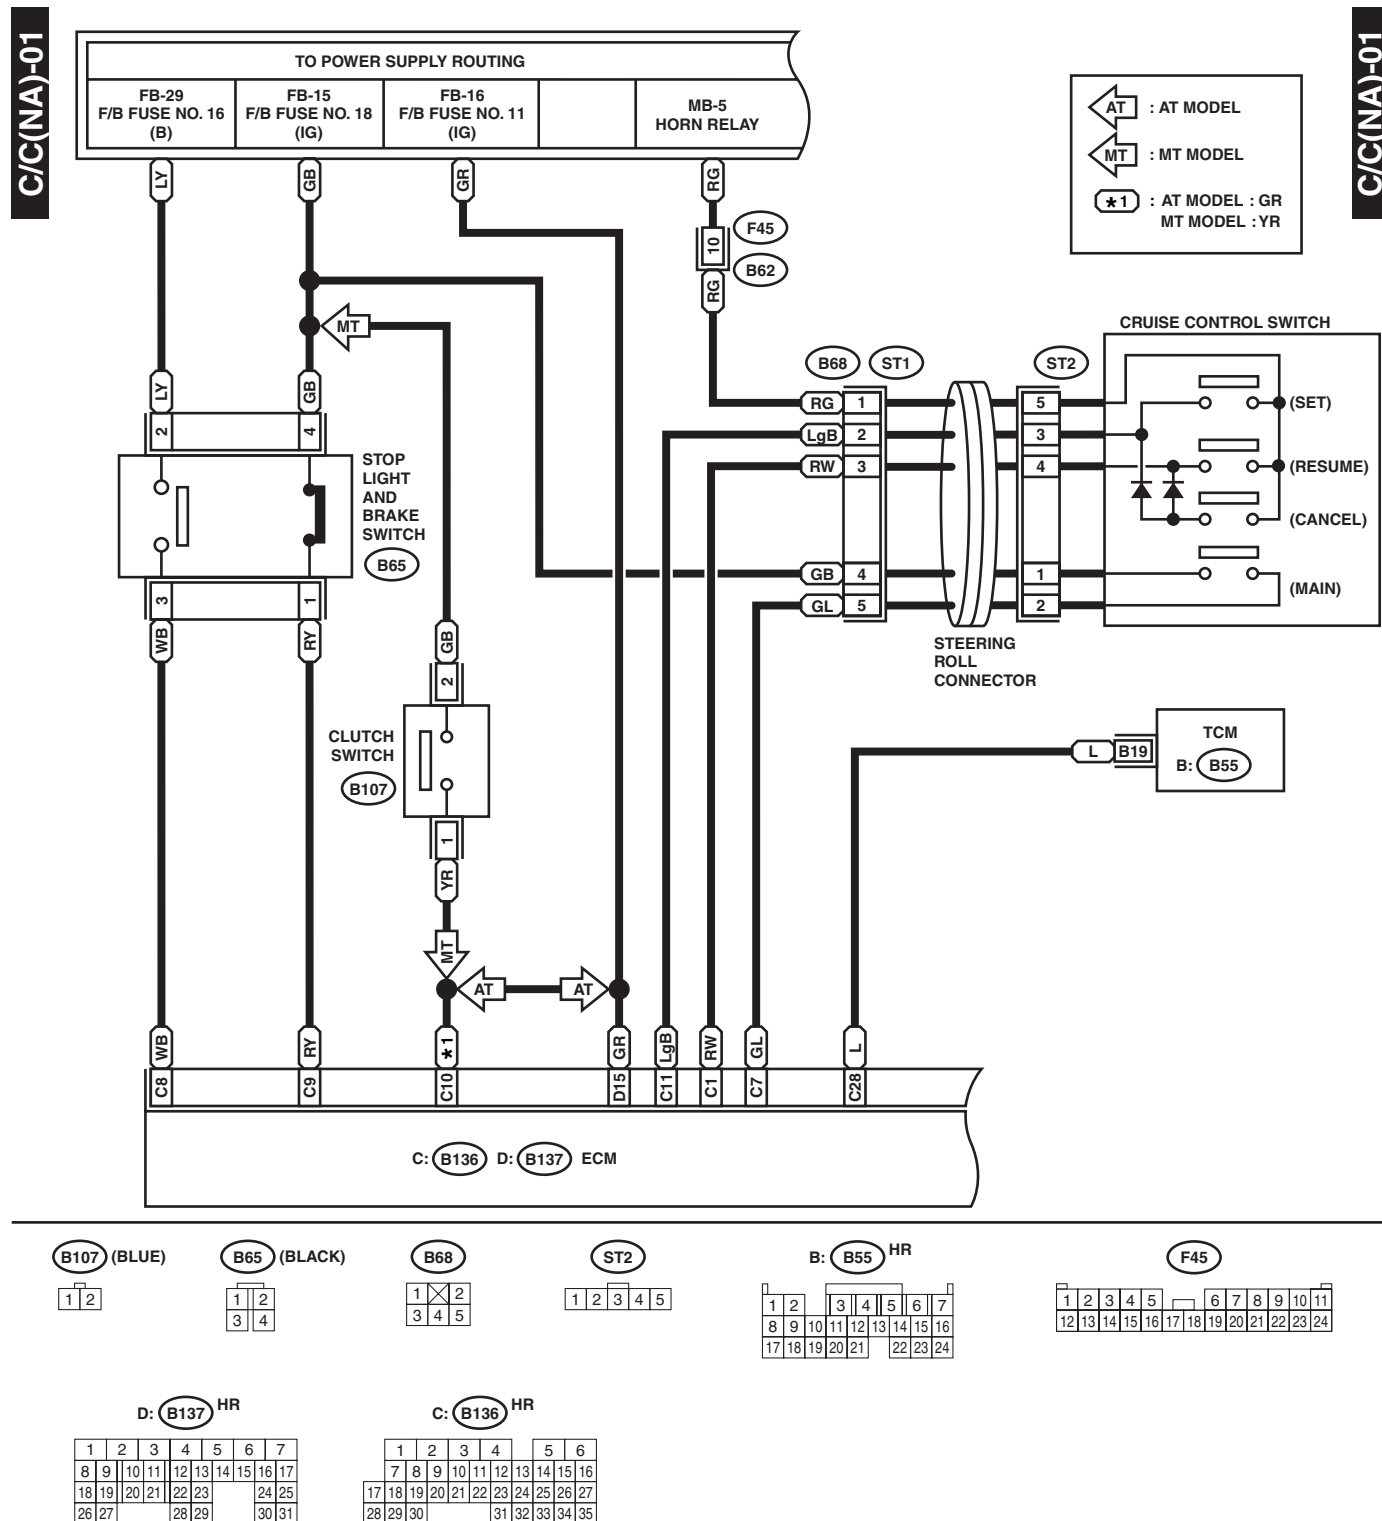 C/C(NA)-01
C/C(NA)-01
TO POWER SUPPLY ROUTING
FB-29
F/B FUSE NO. 16
(B)
FB-15
F/B FUSE NO. 18
(IG)
FB-16
F/B FUSE NO. 11
(IG)
MB-5
HORN RELAY
AT : AT MODEL
MT : MT MODEL
*1 : AT MODEL : GR
MT MODEL : YR
LY
GB
GR
RG
10
F45
B62
RG
MT
LY
GB
2
4
STOP
LIGHT
AND
BRAKE
SWITCH
B65
3
1
WB
RY
CRUISE CONTROL SWITCH
B68
ST1
ST2
RG 1
LgB 2
RW 3
GB 4
GL 5
5
3
4
1
2
(SET)
(RESUME)
(CANCEL)
(MAIN)
STEERING
ROLL
CONNECTOR
GB
2
CLUTCH
SWITCH
B107
1
YR
MT
AT
AT
TCM
B: B55
L B19
WB
RY
*1
GR
LgB
RW
GL
L
C8
C9
C10
D15
C11
C1
C7
C28
C: B136 D: B137 ECM
B107 (BLUE)
1 2
B65 (BLACK)
1 2
3 4
B68
1 2
3 4 5
ST2
1 2 3 4 5
B: B55 HR
1 2 3 4 5 6 7
8 9 10 11 12 13 14 15 16
17 18 19 20 21 22 23 24
F45
1 2 3 4 5 6 7 8 9 10 11
12 13 14 15 16 17 18 19 20 21 22 23 24
D: B137 HR
1 2 3 4 5 6 7
8 9 10 11 12 13 14 15 16 17
18 19 20 21 22 23 24 25
26 27 28 29 30 31
C: B136 HR
1 2 3 4 5 6
7 8 9 10 11 12 13 14 15 16
17 18 19 20 21 22 23 24 25 26 27
28 29 30 31 32 33 34 35